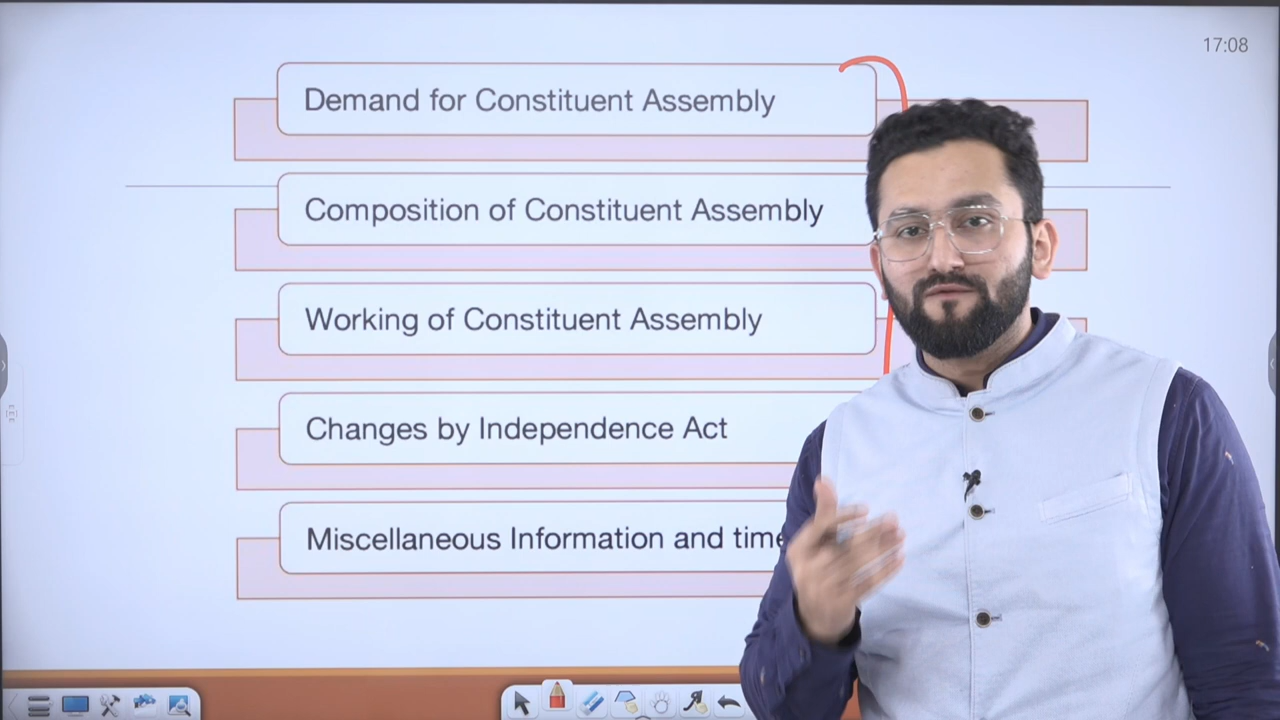 17:08
Demand for Constituent Assembly
Composition of Constituent Assembly
Working of Constituent Assembly
Changes by Independence Act
Miscellaneous Information and time